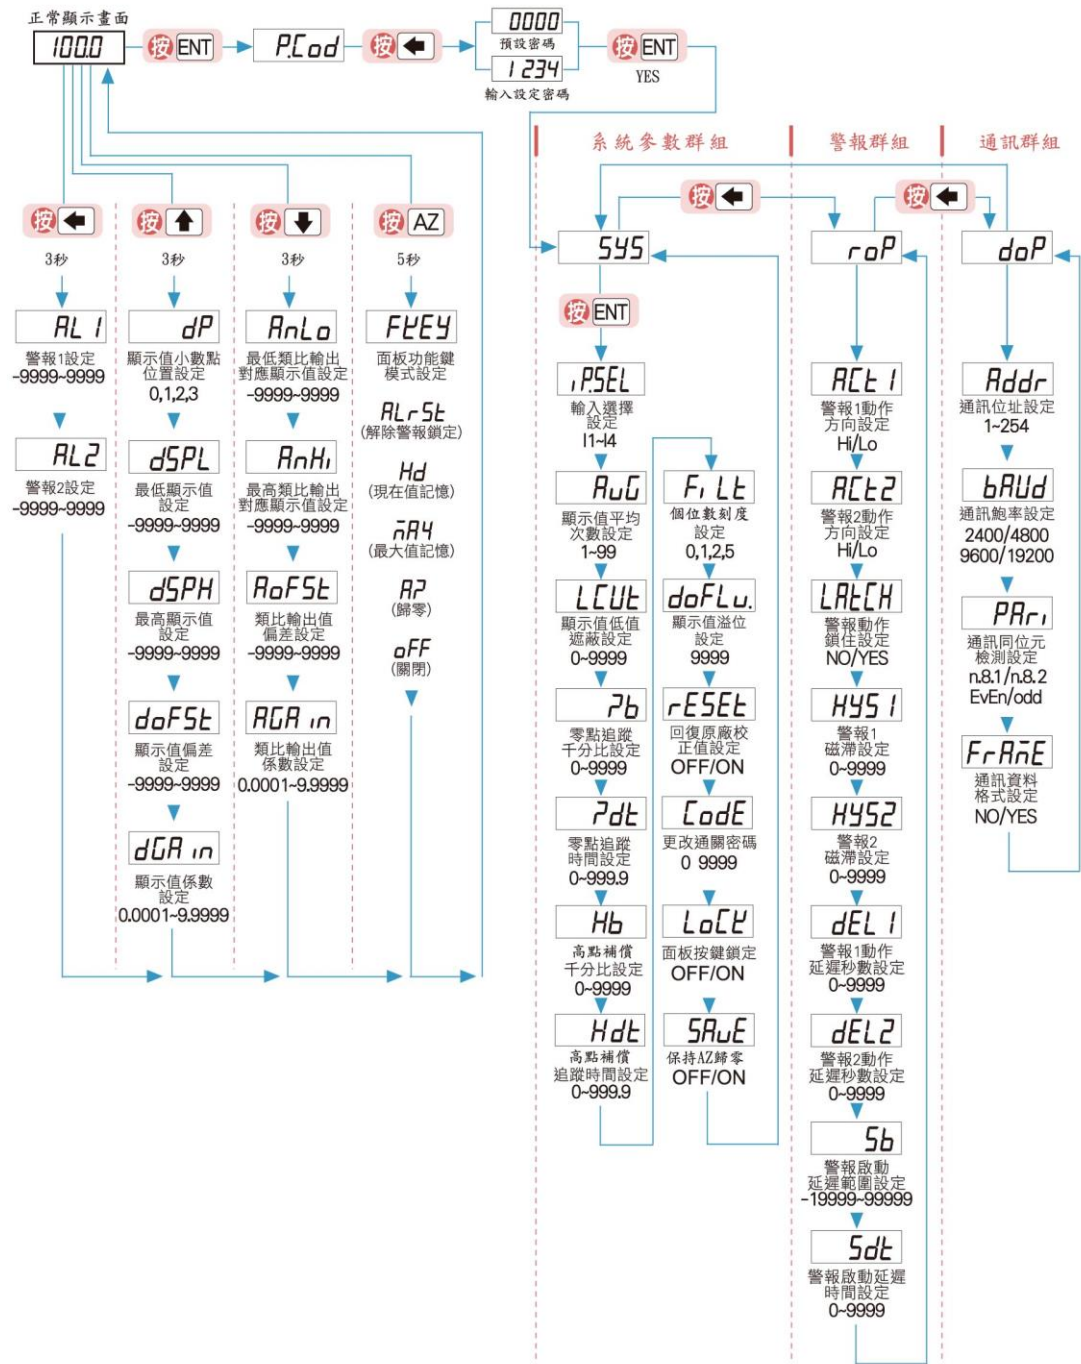 正常顯示畫面
100.0
按 ENT
P.Cod
按
0000
預設密碼
1234
輸入設定密碼
按 ENT
YES
系統參數群組
警報群組
通訊群組
按
3秒
AL1
警報1設定
-9999~9999
AL2
警報2設定
-9999~9999
按
3秒
dP
顯示值小數點
位置設定
0,1,2,3
dSPL
最低顯示值
設定
-9999~9999
dSPH
最高顯示值
設定
-9999~9999
doFSt
顯示值偏差
設定
-9999~9999
dGAin
顯示值係數
設定
0.0001~9.9999
按
3秒
AnLo
最低類比輸出
對應顯示值設定
-9999~9999
AnHi
最高類比輸出
對應顯示值設定
-9999~9999
AoFSt
類比輸出值
偏差設定
-9999~9999
AGAin
類比輸出值
係數設定
0.0001~9.9999
按 AZ
5秒
FKEY
面板功能鍵
模式設定
ALrSt
(解除警報鎖定)
Hd
(現在值記憶)
mAX
(最大值記憶)
AZ
(歸零)
oFF
(關閉)
按
SYS
按 ENT
iP.SEL
輸入選擇
設定
I1~I4
AvG
顯示值平均
次數設定
1~99
LCUt
顯示值低值
遮蔽設定
0~9999
Zb
零點追蹤
千分比設定
0~9999
Zdt
零點追蹤
時間設定
0~999.9
Hb
高點補償
千分比設定
0~9999
Hdt
高點補償
追蹤時間設定
0~999.9
Fi Lt
個位數刻度
設定
0,1,2,5
doFLv.
顯示值溢位
設定
9999
rESEt
回復原廠校
正值設定
OFF/ON
CodE
更改通關密碼
0 9999
LoCK
面板按鍵鎖定
OFF/ON
SAvE
保持AZ歸零
OFF/ON
按
roP
ACt1
警報1動作
方向設定
Hi/Lo
ACt2
警報2動作
方向設定
Hi/Lo
LAtCH
警報動作
鎖住設定
NO/YES
HYS1
警報1
磁滯設定
0~9999
HYS2
警報2
磁滯設定
0~9999
dEL1
警報1動作
延遲秒數設定
0~9999
dEL2
警報2動作
延遲秒數設定
0~9999
Sb
警報啟動
延遲範圍設定
-19999~99999
Sdt
警報啟動延遲
時間設定
0~9999
doP
Addr
通訊位址設定
1~254
bAUd
通訊鮑率設定
2400/4800
9600/19200
PAri
通訊同位元
檢測設定
n.8.1/n.8.2
EvEn/odd
FrAmE
通訊資料
格式設定
NO/YES